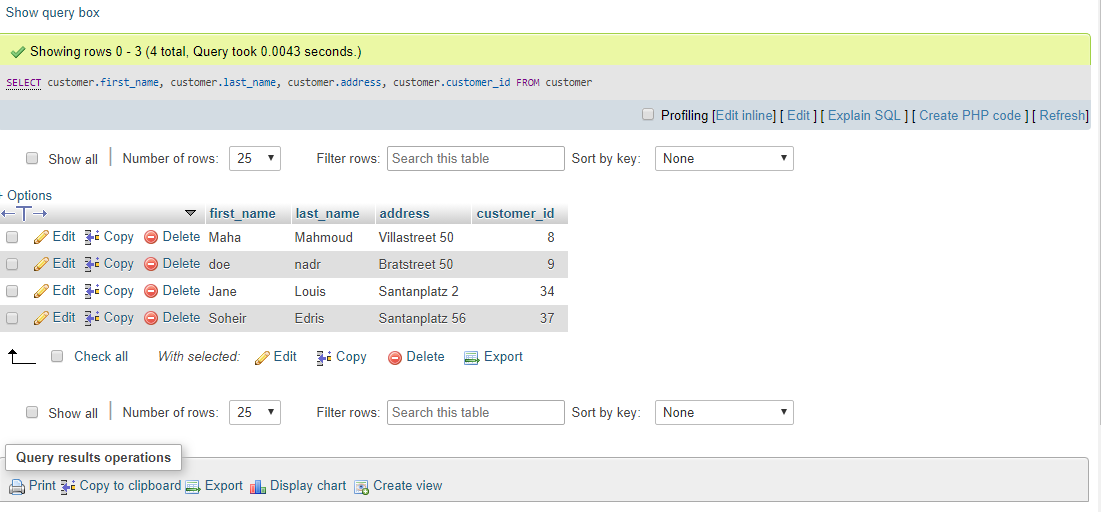 Show query box
Showing rows 0 - 3 (4 total, Query took 0.0043 seconds.)
SELECT customer.first_name, customer.last_name, customer.address, customer.customer_id FROM customer
Profiling [Edit inline] [ Edit ] [ Explain SQL ] [ Create PHP code ] [ Refresh]
Show all | Number of rows: 25 Filter rows: Search this table Sort by key: None
+ Options
←T→ first_name last_name address customer_id
Edit Copy Delete Maha Mahmoud Villastreet 50 8
Edit Copy Delete doe nadr Bratstreet 50 9
Edit Copy Delete Jane Louis Santanplatz 2 34
Edit Copy Delete Soheir Edris Santanplatz 56 37
Check all With selected: Edit Copy Delete Export
Show all | Number of rows: 25 Filter rows: Search this table Sort by key: None
Query results operations
Print Copy to clipboard Export Display chart Create view